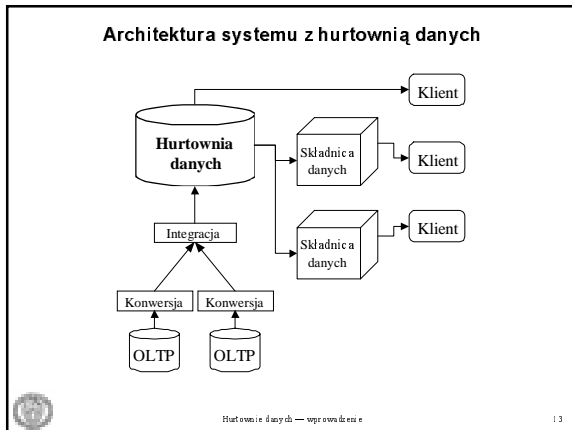 Architektura systemu z hurtownią danych
Klient
Hurtownia
danych
Składnica
danych
Klient
Składnica
danych
Klient
Integracja
Konwersja
Konwersja
OLTP
OLTP
Hurtownie danych — wprowadzenie
13